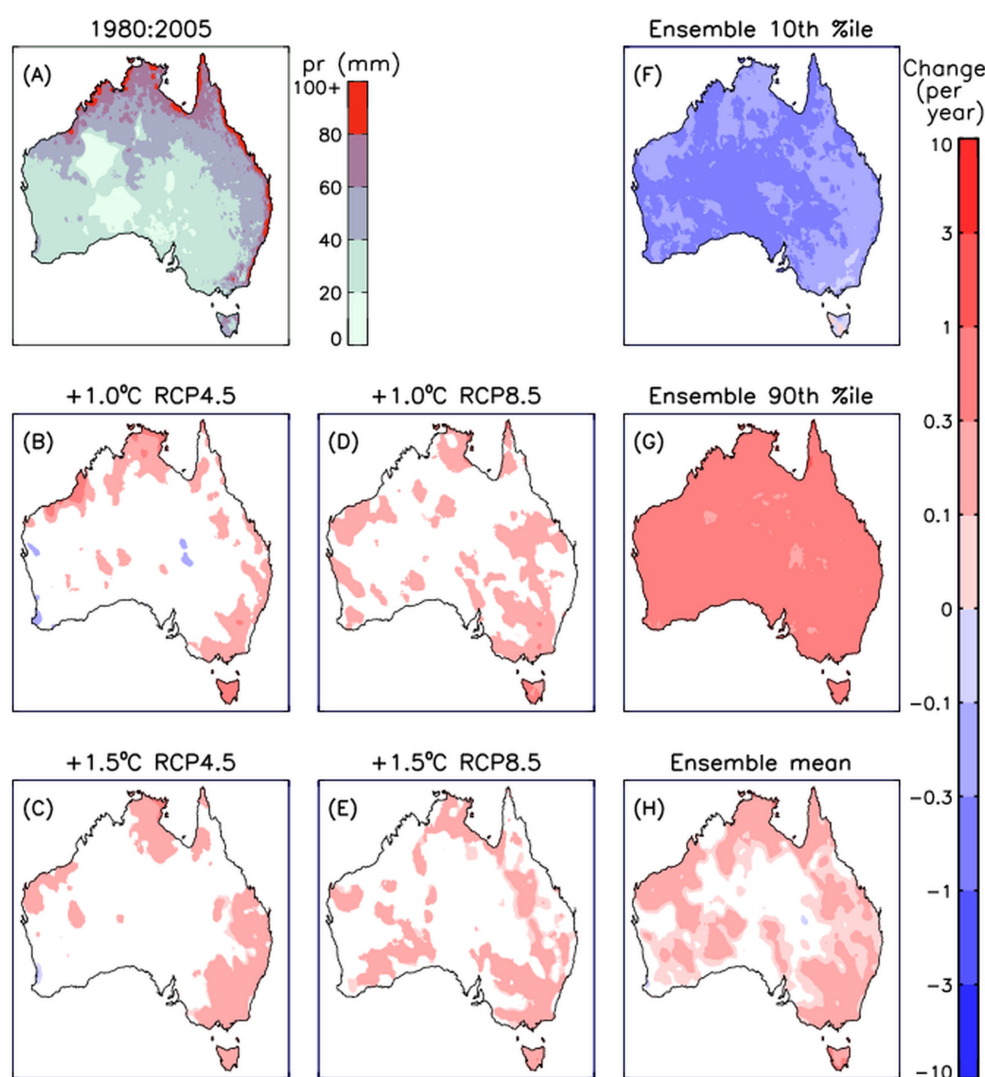 1980:2005
Ensemble 10th %ile
(A)
pr (mm)
100+
80
60
40
20
0
(F)
Change
(per
year)
10
3
1
0.3
0.1
0
−0.1
−0.3
−1
−3
−10
+1.0°C RCP4.5
+1.0°C RCP8.5
Ensemble 90th %ile
(B)
(D)
(G)
+1.5°C RCP4.5
+1.5°C RCP8.5
Ensemble mean
(C)
(E)
(H)